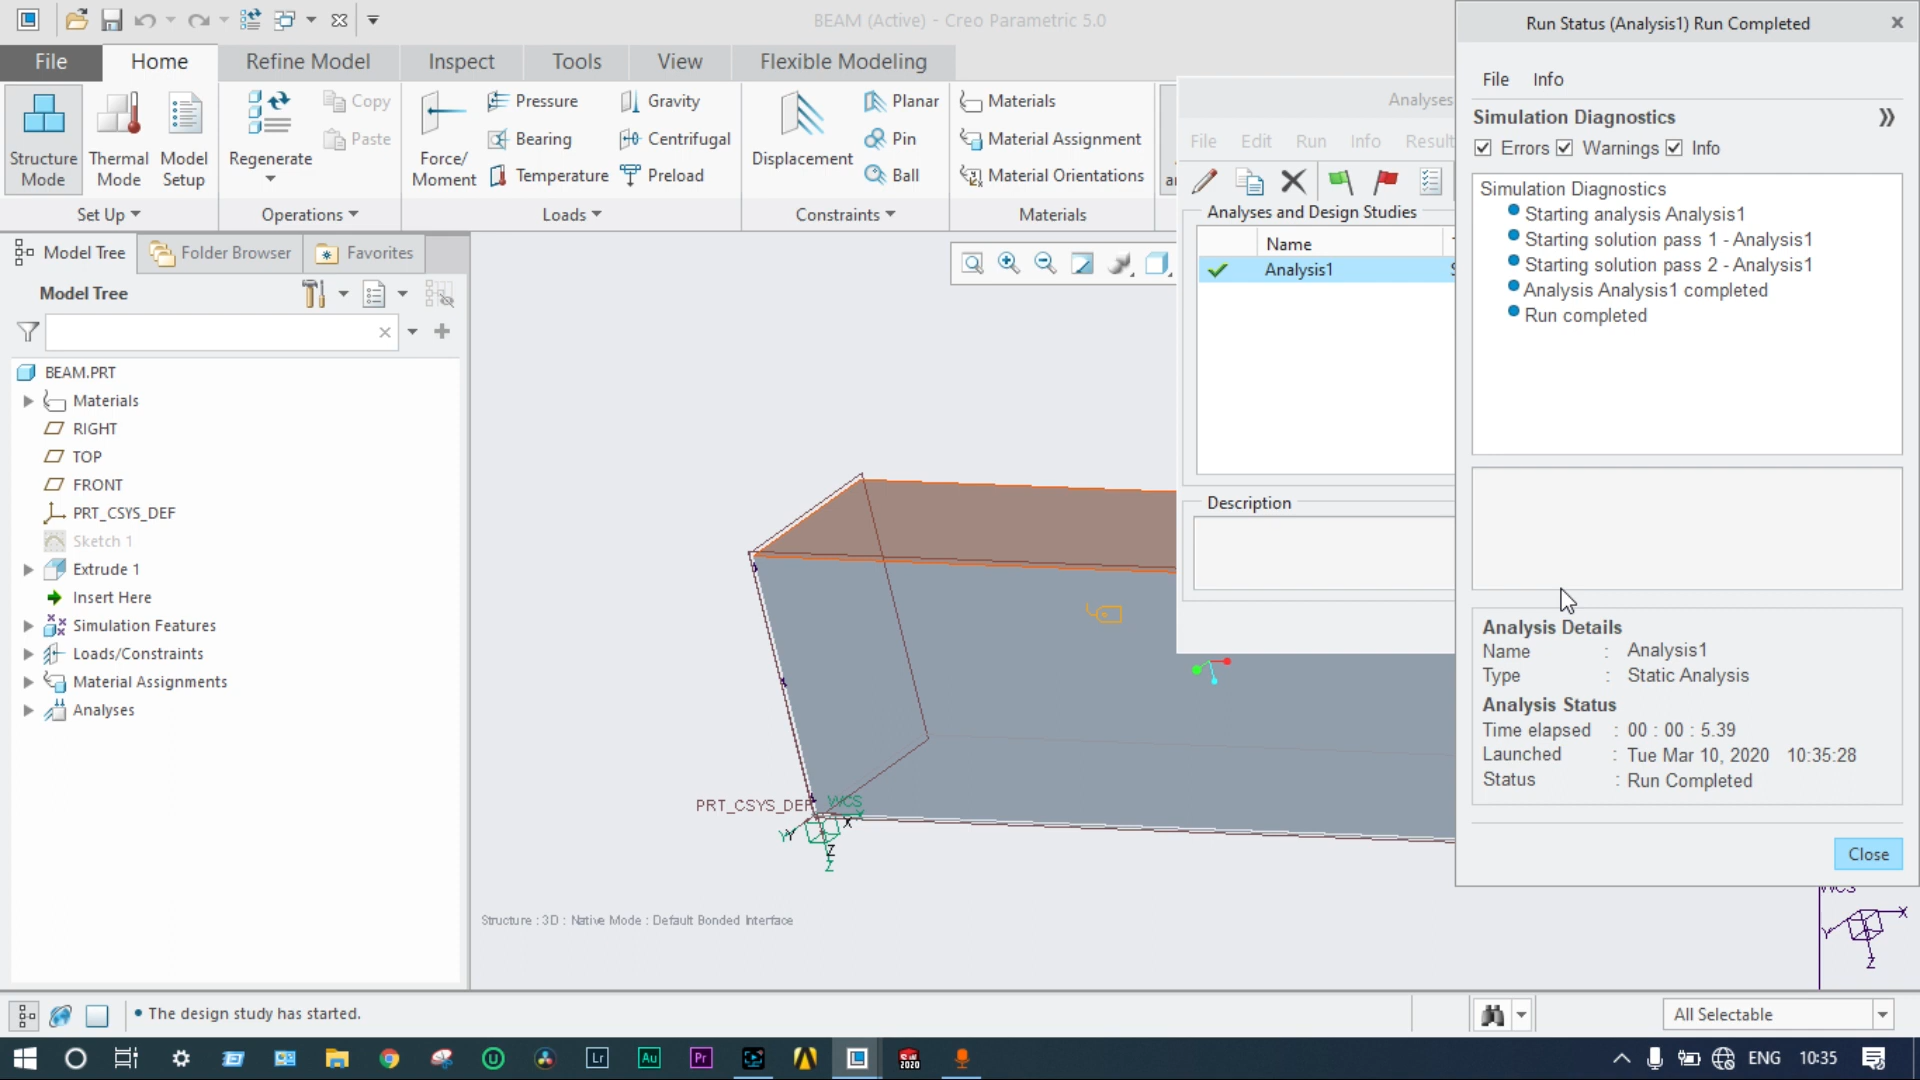 BEAM (Active) - Creo Parametric 5.0
File
Home
Refine Model
Inspect
Tools
View
Flexible Modeling
Structure
Mode
Thermal
Mode
Model
Setup
Set Up
Regenerate
Copy
Paste
Operations
Force/
Moment
Pressure
Bearing
Temperature
Gravity
Centrifugal
Preload
Loads
Displacement
Planar
Pin
Ball
Constraints
Materials
Material Assignment
Material Orientations
Materials
Model Tree
Folder Browser
Favorites
Model Tree
BEAM.PRT
Materials
RIGHT
TOP
FRONT
PRT_CSYS_DEF
Sketch 1
Extrude 1
Insert Here
Simulation Features
Loads/Constraints
Material Assignments
Analyses
PRT_CSYS_DEF
WCS
X
Y
Y
Z
Z
Structure : 3D : Native Mode : Default Bonded Interface
Analyses
File
Edit
Run
Info
Result
Analyses and Design Studies
Name
Analysis1
Description
Run Status (Analysis1) Run Completed
File
Info
Simulation Diagnostics
Errors
Warnings
Info
Simulation Diagnostics
Starting analysis Analysis1
Starting solution pass 1 - Analysis1
Starting solution pass 2 - Analysis1
Analysis Analysis1 completed
Run completed
Analysis Details
Name : Analysis1
Type : Static Analysis
Analysis Status
Time elapsed : 00 : 00 : 5.39
Launched : Tue Mar 10, 2020 10:35:28
Status : Run Completed
Close
WCS
X
Y
Z
The design study has started.
All Selectable
Lr
Au
Pr
2020
ENG
10:35